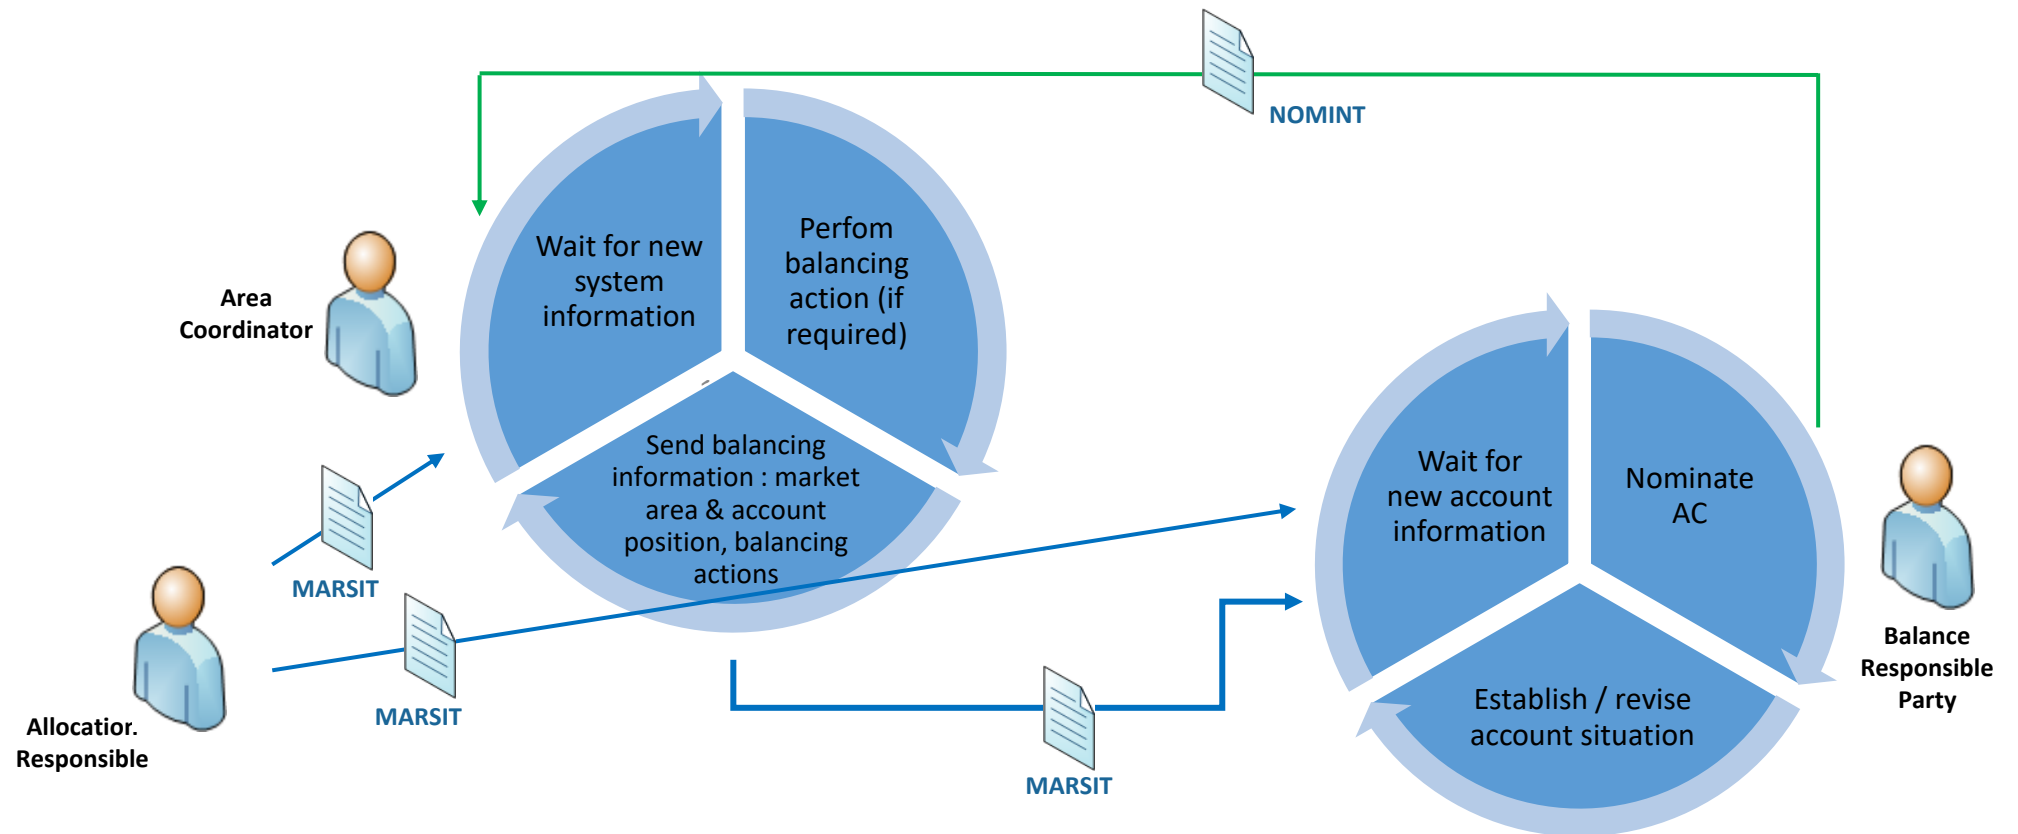 NOMINT
Wait for new
system
information
Perfom
balancing
action (if
required)
Area
Coordinator
Send balancing
information : market
area & account
position, balancing
actions
Wait for
new account
information
Nominate
AC
MARSIT
MARSIT
Balance
Responsible
Party
Establish / revise
account situation
Allocation
Responsible
MARSIT